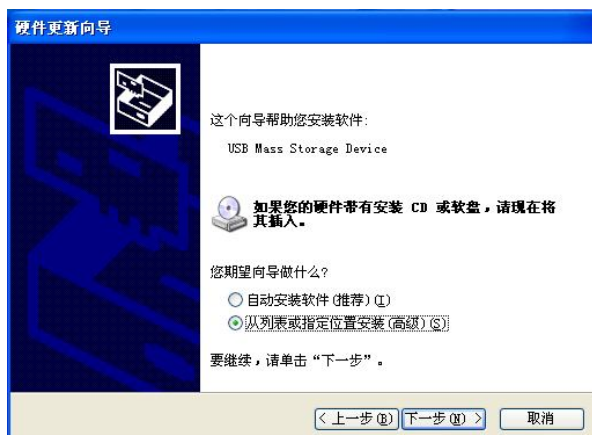 硬件更新向导
这个向导帮助您安装软件:
USB Mass Storage Device
如果您的硬件带有安装 CD 或软盘，请现在将
其插入。
您期望向导做什么?
自动安装软件(推荐)(I)
从列表或指定位置安装(高级)(S)
要继续，请单击“下一步”。
< 上一步(B) 下一步(N) > 取消